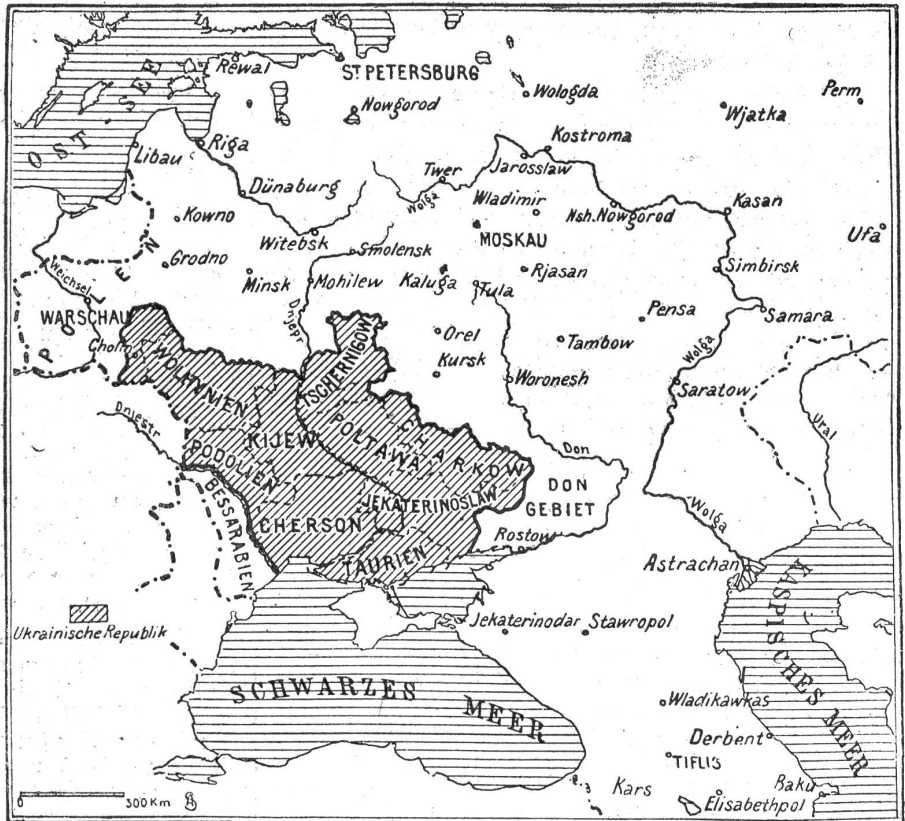 OST-SEE
Rewal
ST. PETERSBURG
Nowgorod
Wologda
Wjatka
Perm
Libau
Riga
Dünaburg
Twer
Wolga
Jarosslaw
Kostroma
Kowno
Grodno
Witebsk
Smolensk
Wladimir
MOSKAU
Nsh.Nowgorod
Kasan
Ufa
Weichsel
POLEN
WARSCHAU
Cholm
Minsk
Mohilew
Dnjepr
Kaluga
Tula
Rjasan
Simbirsk
Pensa
Samara
Orel
Kursk
Tambow
Woronesh
Wolga
Saratow
Ural
WOLHYNIEN
TSCHERNIGOW
KIJEW
POLTAWA
CHARKOW
Dnjestr
PODOLIEN
BESSARABIEN
CHERSON
JEKATERINOSLAW
TAURIEN
Don
DON
GEBIET
Rostow
Wolga
Astrachan
Ukrainische Republik
Jekaterinodar
Stawropol
SCHWARZES
MEER
KASPISCHES MEER
Wladikawkas
Derbent
TIFLIS
Kars
Elisabethpol
Baku
300 Km